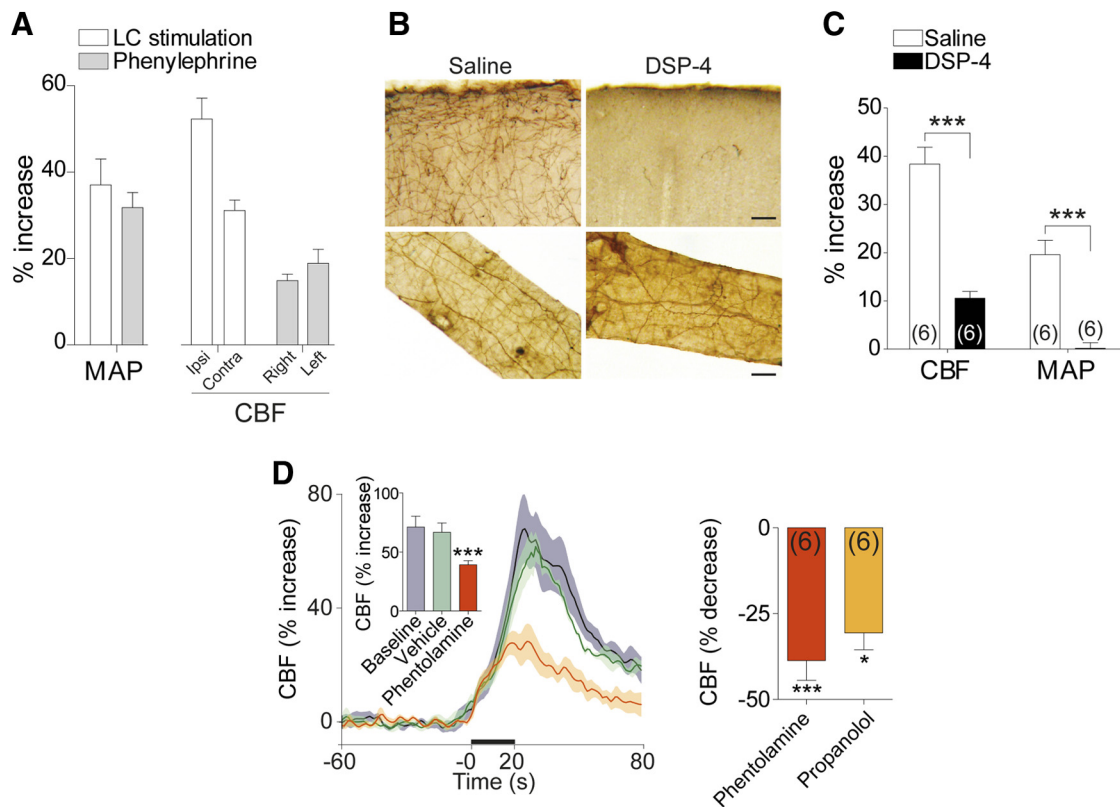 A
LC stimulation
Phenylephrine
% increase
60
40
20
0
MAP
Ipsi
Contra
Right
Left
CBF
B
Saline
DSP-4
C
Saline
DSP-4
% increase
50
40
30
20
10
0
***
***
(6)
(6)
(6)
(6)
CBF
MAP
D
CBF (% increase)
80
40
0
-60
-0
20
80
Time (s)
CBF (% increase)
100
50
0
***
Baseline
Vehicle
Phentolamine
CBF (% decrease)
0
-25
-50
(6)
(6)
***
*
Phentolamine
Propanolol